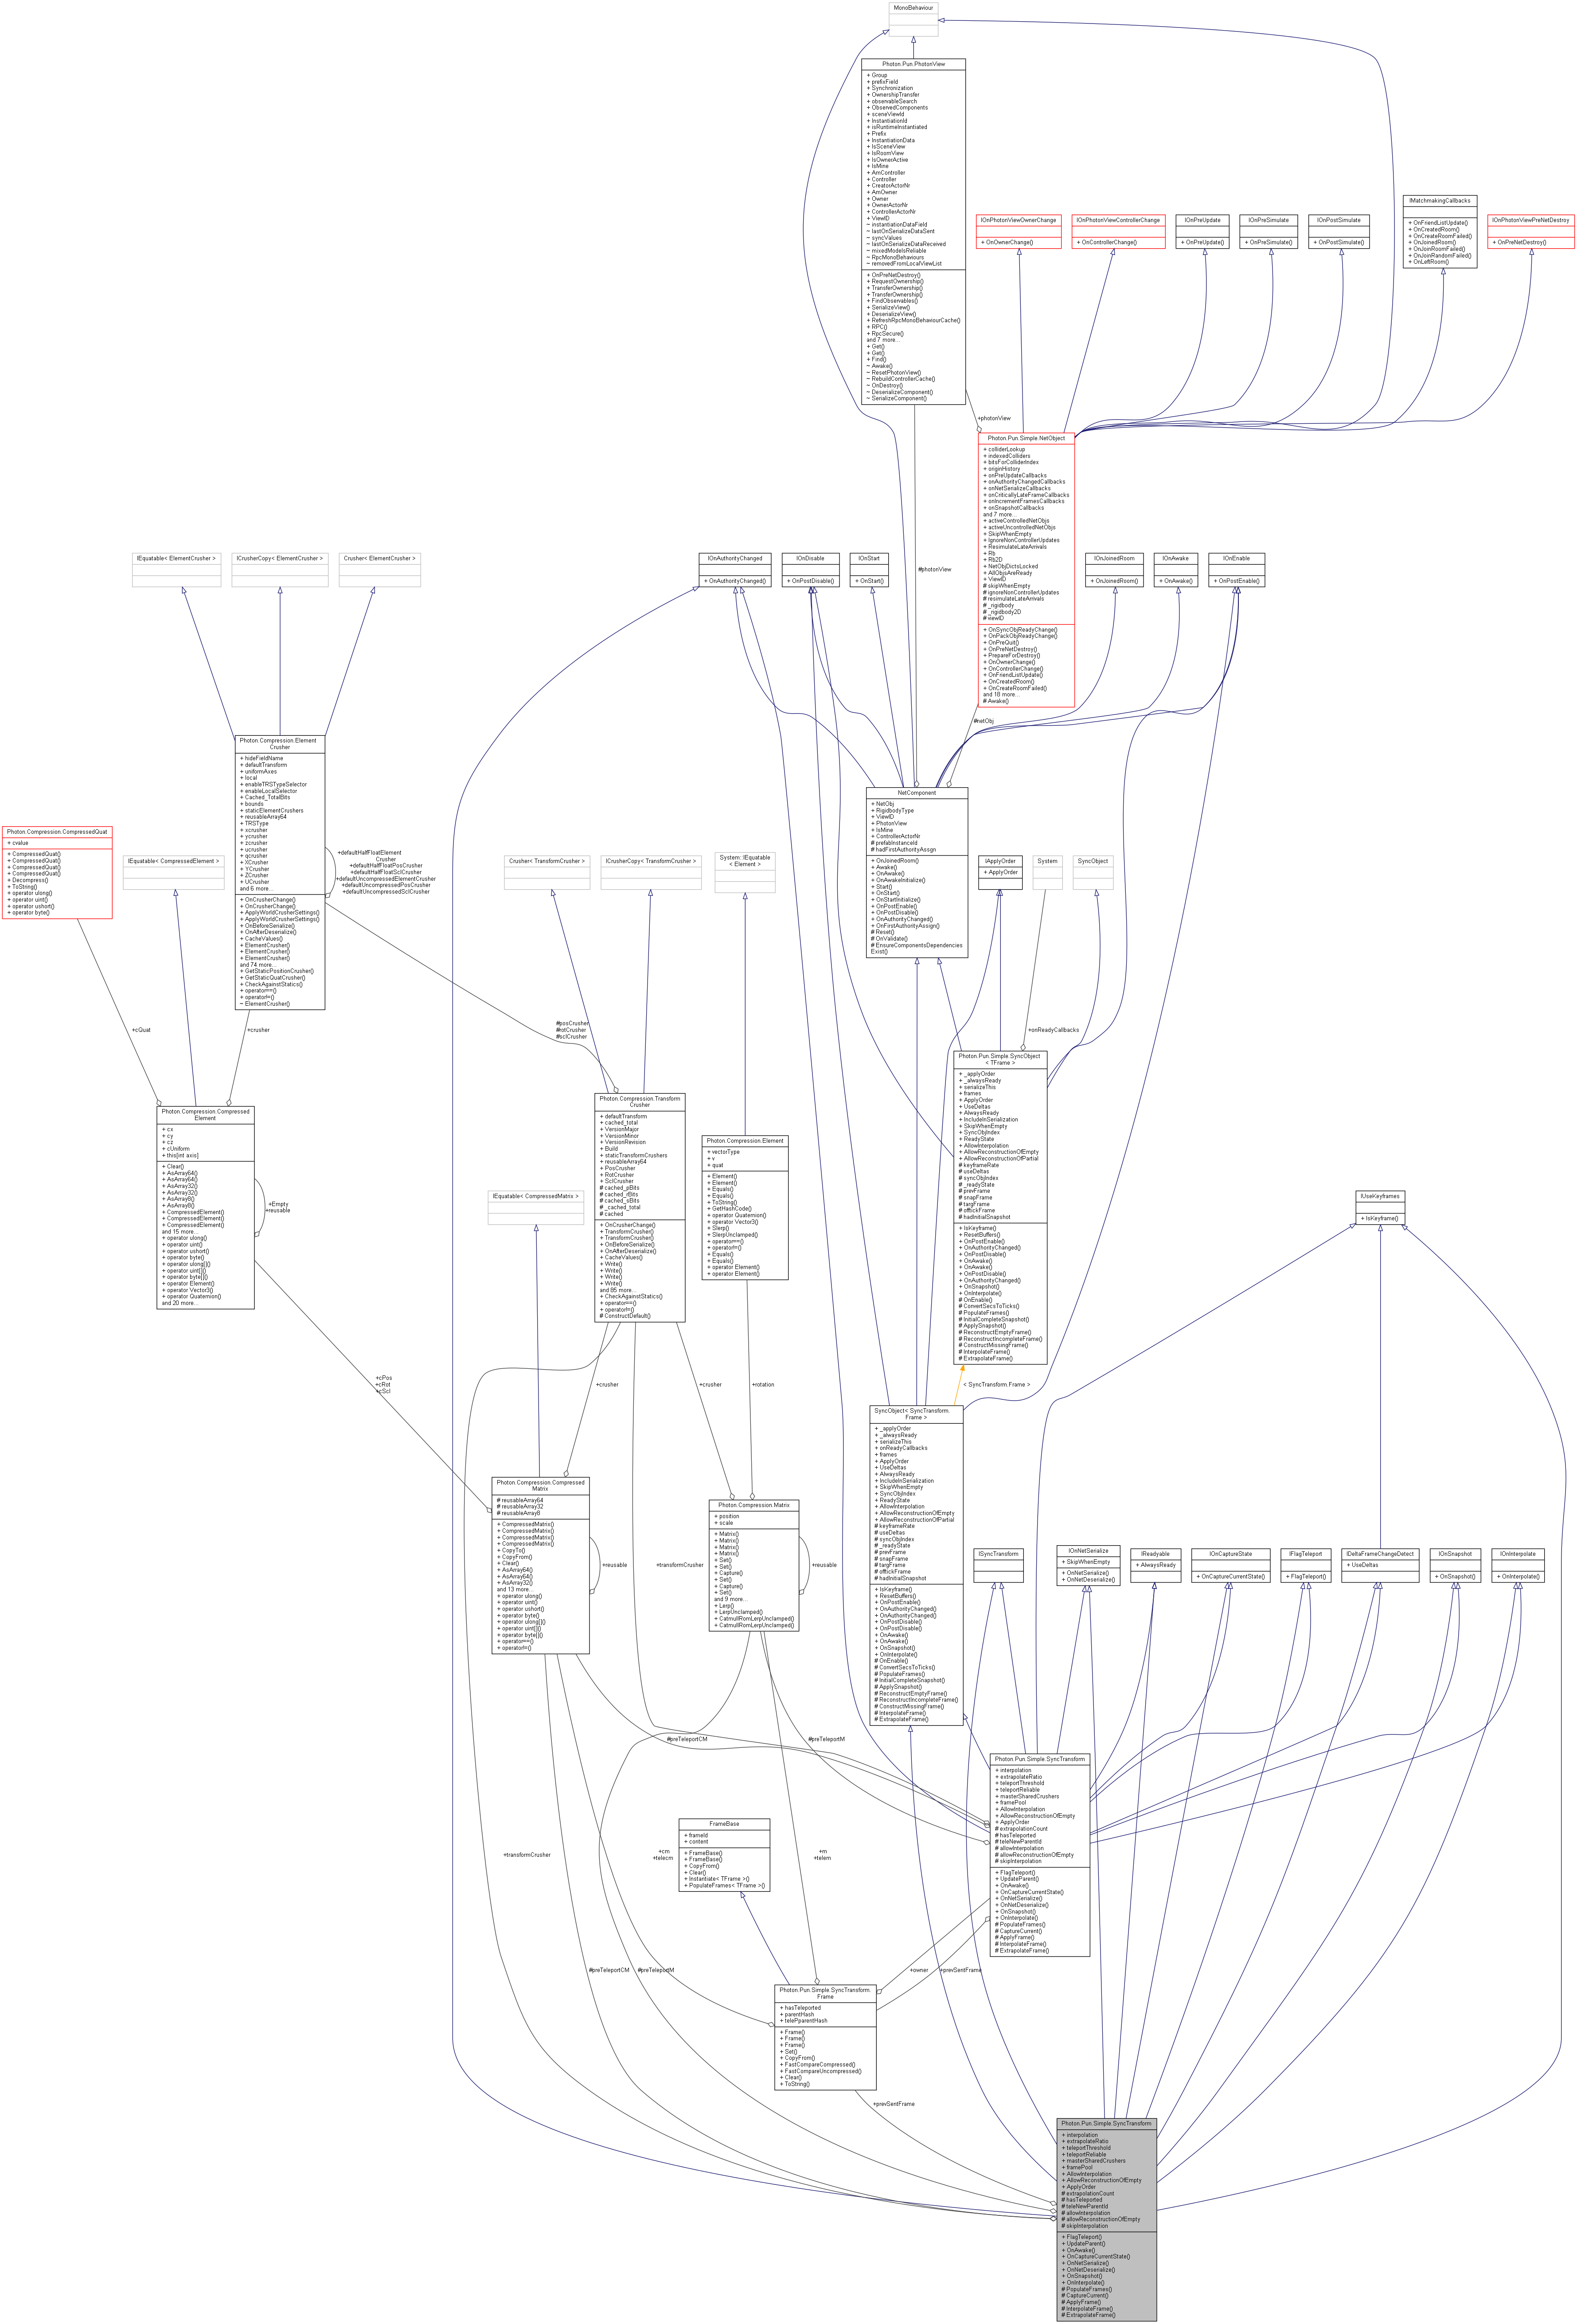 MonoBehaviour
Photon.Pun.PhotonView
+ Group
+ prefixField
+ Synchronization
+ OwnershipTransfer
+ observableSearch
+ ObservedComponents
+ sceneViewId
+ InstantiationId
+ isRuntimeInstantiated
+ Prefix
+ InstantiationData
+ IsSceneView
+ IsRoomView
+ IsOwnerActive
+ IsMine
+ AmController
+ Controller
+ CreatorActorNr
+ AmOwner
+ Owner
+ OwnerActorNr
+ ControllerActorNr
+ ViewID
~ instantiationDataField
~ lastOnSerializeDataSent
~ syncValues
~ lastOnSerializeDataReceived
~ mixedModeIsReliable
~ RpcMonoBehaviours
~ removedFromLocalViewList
+ OnPreNetDestroy()
+ RequestOwnership()
+ TransferOwnership()
+ TransferOwnership()
+ FindObservables()
+ SerializeView()
+ DeserializeView()
+ RefreshRpcMonoBehaviourCache()
+ RPC()
+ RpcSecure()
and 7 more...
+ Get()
+ Get()
+ Find()
~ Awake()
~ ResetPhotonView()
~ RebuildControllerCache()
~ OnDestroy()
~ DeserializeComponent()
~ SerializeComponent()
IOnPhotonViewOwnerChange
+ OnOwnerChange()
IOnPhotonViewControllerChange
+ OnControllerChange()
IOnPreUpdate
+ OnPreUpdate()
IOnPreSimulate
+ OnPreSimulate()
IOnPostSimulate
+ OnPostSimulate()
IMatchmakingCallbacks
+ OnFriendListUpdate()
+ OnCreatedRoom()
+ OnCreateRoomFailed()
+ OnJoinedRoom()
+ OnJoinRoomFailed()
+ OnJoinRandomFailed()
+ OnLeftRoom()
IOnPhotonViewPreNetDestroy
+ OnPreNetDestroy()
+photonView
Photon.Pun.Simple.NetObject
+ colliderLookup
+ indexedColliders
+ bitsForColliderIndex
+ originHistory
+ onPreUpdateCallbacks
+ onAuthorityChangedCallbacks
+ onNetSerializeCallbacks
+ onCriticallyLateFrameCallbacks
+ onIncrementFramesCallbacks
+ onSnapshotCallbacks
and 7 more...
+ activeControlledNetObjs
+ activeUncontrolledNetObjs
+ SkipWhenEmpty
+ IgnoreNonControllerUpdates
+ ResimulateLateArrivals
+ Rb
+ Rb2D
+ NetObjDictsLocked
+ AllObjsAreReady
+ ViewID
# skipWhenEmpty
# ignoreNonControllerUpdates
# resimulateLateArrivals
# _rigidbody
# _rigidbody2D
# viewID
+ OnSyncObjReadyChange()
+ OnPackObjReadyChange()
+ OnPreQuit()
+ OnPreNetDestroy()
+ PrepareForDestroy()
+ OnOwnerChange()
+ OnControllerChange()
+ OnFriendListUpdate()
+ OnCreatedRoom()
+ OnCreateRoomFailed()
and 18 more...
# Awake()
#photonView
#netObj
IEquatable< ElementCrusher >
ICrusherCopy< ElementCrusher >
Crusher< ElementCrusher >
IOnAuthorityChanged
+ OnAuthorityChanged()
IOnDisable
+ OnPostDisable()
IOnStart
+ OnStart()
IOnJoinedRoom
+ OnJoinedRoom()
IOnAwake
+ OnAwake()
IOnEnable
+ OnPostEnable()
Photon.Compression.Element
Crusher
+ hideFieldName
+ defaultTransform
+ uniformAxes
+ local
+ enableTRSTypeSelector
+ enableLocalSelector
+ Cached_TotalBits
+ bounds
+ staticElementCrushers
+ reusableArray64
+ TRSType
+ xcrusher
+ ycrusher
+ zcrusher
+ ucrusher
+ qcrusher
+ XCrusher
+ YCrusher
+ ZCrusher
+ UCrusher
and 6 more...
+ OnCrusherChange()
+ OnCrusherChange()
+ ApplyWorldCrusherSettings()
+ ApplyWorldCrusherSettings()
+ OnBeforeSerialize()
+ OnAfterDeserialize()
+ CacheValues()
+ ElementCrusher()
+ ElementCrusher()
+ ElementCrusher()
and 74 more...
+ GetStaticPositionCrusher()
+ GetStaticQuatCrusher()
+ CheckAgainstStatics()
+ operator==()
+ operator!=()
~ ElementCrusher()
+defaultHalfFloatElement
Crusher
+defaultHalfFloatPosCrusher
+defaultHalfFloatSclCrusher
+defaultUncompressedElementCrusher
+defaultUncompressedPosCrusher
+defaultUncompressedSclCrusher
Photon.Compression.CompressedQuat
+ cvalue
+ CompressedQuat()
+ CompressedQuat()
+ CompressedQuat()
+ CompressedQuat()
+ Decompress()
+ ToString()
+ operator ulong()
+ operator uint()
+ operator ushort()
+ operator byte()
IEquatable< CompressedElement >
Crusher< TransformCrusher >
ICrusherCopy< TransformCrusher >
System: IEquatable
< Element >
NetComponent
+ NetObj
+ RigidbodyType
+ ViewID
+ PhotonView
+ IsMine
+ ControllerActorNr
# prefabInstanceId
# hadFirstAuthorityAssgn
+ OnJoinedRoom()
+ Awake()
+ OnAwake()
+ OnAwakeInitialize()
+ Start()
+ OnStart()
+ OnStartInitialize()
+ OnPostEnable()
+ OnPostDisable()
+ OnAuthorityChanged()
+ OnFirstAuthorityAssign()
# Reset()
# OnValidate()
# EnsureComponentsDependencies
Exist()
IApplyOrder
+ ApplyOrder
System
SyncObject
+cQuat
+crusher
#posCrusher
#rotCrusher
#sclCrusher
+onReadyCallbacks
Photon.Compression.Compressed
Element
+ cx
+ cy
+ cz
+ cUniform
+ this[int axis]
+ Clear()
+ AsArray64()
+ AsArray64()
+ AsArray32()
+ AsArray32()
+ AsArray8()
+ AsArray8()
+ CompressedElement()
+ CompressedElement()
+ CompressedElement()
and 15 more...
+ operator ulong()
+ operator uint()
+ operator ushort()
+ operator byte()
+ operator ulong[]()
+ operator uint[]()
+ operator byte[]()
+ operator Element()
+ operator Vector3()
+ operator Quaternion()
and 20 more...
+Empty
+reusable
Photon.Compression.Transform
Crusher
+ defaultTransform
+ cached_total
+ VersionMajor
+ VersionMinor
+ VersionRevision
+ Build
+ staticTransformCrushers
+ reusableArray64
+ PosCrusher
+ RotCrusher
+ SclCrusher
# cached_pBits
# cached_rBits
# cached_sBits
# _cached_total
# cached
+ OnCrusherChange()
+ TransformCrusher()
+ TransformCrusher()
+ OnBeforeSerialize()
+ OnAfterDeserialize()
+ CacheValues()
+ Write()
+ Write()
+ Write()
+ Write()
and 85 more...
+ CheckAgainstStatics()
+ operator==()
+ operator!=()
# ConstructDefault()
Photon.Compression.Element
+ vectorType
+ v
+ quat
+ Element()
+ Element()
+ Equals()
+ Equals()
+ ToString()
+ GetHashCode()
+ operator Quaternion()
+ operator Vector3()
+ Slerp()
+ SlerpUnclamped()
+ operator==()
+ operator!=()
+ Equals()
+ Equals()
+ operator Element()
+ operator Element()
Photon.Pun.Simple.SyncObject
< TFrame >
+ _applyOrder
+ _alwaysReady
+ serializeThis
+ frames
+ ApplyOrder
+ UseDeltas
+ AlwaysReady
+ IncludeInSerialization
+ SkipWhenEmpty
+ SyncObjIndex
+ ReadyState
+ AllowInterpolation
+ AllowReconstructionOfEmpty
+ AllowReconstructionOfPartial
# keyframeRate
# useDeltas
# syncObjIndex
# _readyState
# prevFrame
# snapFrame
# targFrame
# offtickFrame
# hadInitialSnapshot
+ IsKeyframe()
+ ResetBuffers()
+ OnPostEnable()
+ OnAuthorityChanged()
+ OnPostDisable()
+ OnAwake()
+ OnAwake()
+ OnPostDisable()
+ OnAuthorityChanged()
+ OnSnapshot()
+ OnInterpolate()
# OnEnable()
# ConvertSecsToTicks()
# PopulateFrames()
# InitialCompleteSnapshot()
# ApplySnapshot()
# ReconstructEmptyFrame()
# ReconstructIncompleteFrame()
# ConstructMissingFrame()
# InterpolateFrame()
# ExtrapolateFrame()
IEquatable< CompressedMatrix >
IUseKeyframes
+ IsKeyframe()
+cPos
+cRot
+cScl
+crusher
+crusher
+rotation
< SyncTransform.Frame >
SyncObject< SyncTransform.
Frame >
+ _applyOrder
+ _alwaysReady
+ serializeThis
+ onReadyCallbacks
+ frames
+ ApplyOrder
+ UseDeltas
+ AlwaysReady
+ IncludeInSerialization
+ SkipWhenEmpty
+ SyncObjIndex
+ ReadyState
+ AllowInterpolation
+ AllowReconstructionOfEmpty
+ AllowReconstructionOfPartial
# keyframeRate
# useDeltas
# syncObjIndex
# _readyState
# prevFrame
# snapFrame
# targFrame
# offtickFrame
# hadInitialSnapshot
+ IsKeyframe()
+ ResetBuffers()
+ OnPostEnable()
+ OnAuthorityChanged()
+ OnAuthorityChanged()
+ OnPostDisable()
+ OnPostDisable()
+ OnAwake()
+ OnAwake()
+ OnSnapshot()
+ OnInterpolate()
# OnEnable()
# ConvertSecsToTicks()
# PopulateFrames()
# InitialCompleteSnapshot()
# ApplySnapshot()
# ReconstructEmptyFrame()
# ReconstructIncompleteFrame()
# ConstructMissingFrame()
# InterpolateFrame()
# ExtrapolateFrame()
Photon.Compression.Compressed
Matrix
# reusableArray64
# reusableArray32
# reusableArray8
+ CompressedMatrix()
+ CompressedMatrix()
+ CompressedMatrix()
+ CompressedMatrix()
+ CopyTo()
+ CopyFrom()
+ Clear()
+ AsArray64()
+ AsArray64()
+ AsArray32()
and 13 more...
+ operator ulong()
+ operator uint()
+ operator ushort()
+ operator byte()
+ operator ulong[]()
+ operator uint[]()
+ operator byte[]()
+ operator==()
+ operator!=()
+reusable
+transformCrusher
Photon.Compression.Matrix
+ position
+ scale
+ Matrix()
+ Matrix()
+ Matrix()
+ Matrix()
+ Set()
+ Set()
+ Capture()
+ Set()
+ Capture()
+ Set()
and 9 more...
+ Lerp()
+ LerpUnclamped()
+ CatmullRomLerpUnclamped()
+ CatmullRomLerpUnclamped()
+reusable
ISyncTransform
IOnNetSerialize
+ SkipWhenEmpty
+ OnNetSerialize()
+ OnNetDeserialize()
IReadyable
+ AlwaysReady
IOnCaptureState
+ OnCaptureCurrentState()
IFlagTeleport
+ FlagTeleport()
IDeltaFrameChangeDetect
+ UseDeltas
IOnSnapshot
+ OnSnapshot()
IOnInterpolate
+ OnInterpolate()
#preTeleportCM
#preTeleportM
Photon.Pun.Simple.SyncTransform
+ interpolation
+ extrapolateRatio
+ teleportThreshold
+ teleportReliable
+ masterSharedCrushers
+ framePool
+ AllowInterpolation
+ AllowReconstructionOfEmpty
+ ApplyOrder
# extrapolationCount
# hasTeleported
# teleNewParentId
# allowInterpolation
# allowReconstructionOfEmpty
# skipInterpolation
+ FlagTeleport()
+ UpdateParent()
+ OnAwake()
+ OnCaptureCurrentState()
+ OnNetSerialize()
+ OnNetDeserialize()
+ OnSnapshot()
+ OnInterpolate()
# PopulateFrames()
# CaptureCurrent()
# ApplyFrame()
# InterpolateFrame()
# ExtrapolateFrame()
FrameBase
+ frameId
+ content
+ FrameBase()
+ FrameBase()
+ CopyFrom()
+ Clear()
+ Instantiate< TFrame >()
+ PopulateFrames< TFrame >()
+transformCrusher
+cm
+telecm
+m
+telem
#preTeleportCM
#preTeleportM
+owner
+prevSentFrame
Photon.Pun.Simple.SyncTransform.
Frame
+ hasTeleported
+ parentHash
+ telePparentHash
+ Frame()
+ Frame()
+ Frame()
+ Set()
+ CopyFrom()
+ FastCompareCompressed()
+ FastCompareUncompressed()
+ Clear()
+ ToString()
+prevSentFrame
Photon.Pun.Simple.SyncTransform
+ interpolation
+ extrapolateRatio
+ teleportThreshold
+ teleportReliable
+ masterSharedCrushers
+ framePool
+ AllowInterpolation
+ AllowReconstructionOfEmpty
+ ApplyOrder
# extrapolationCount
# hasTeleported
# teleNewParentId
# allowInterpolation
# allowReconstructionOfEmpty
# skipInterpolation
+ FlagTeleport()
+ UpdateParent()
+ OnAwake()
+ OnCaptureCurrentState()
+ OnNetSerialize()
+ OnNetDeserialize()
+ OnSnapshot()
+ OnInterpolate()
# PopulateFrames()
# CaptureCurrent()
# ApplyFrame()
# InterpolateFrame()
# ExtrapolateFrame()